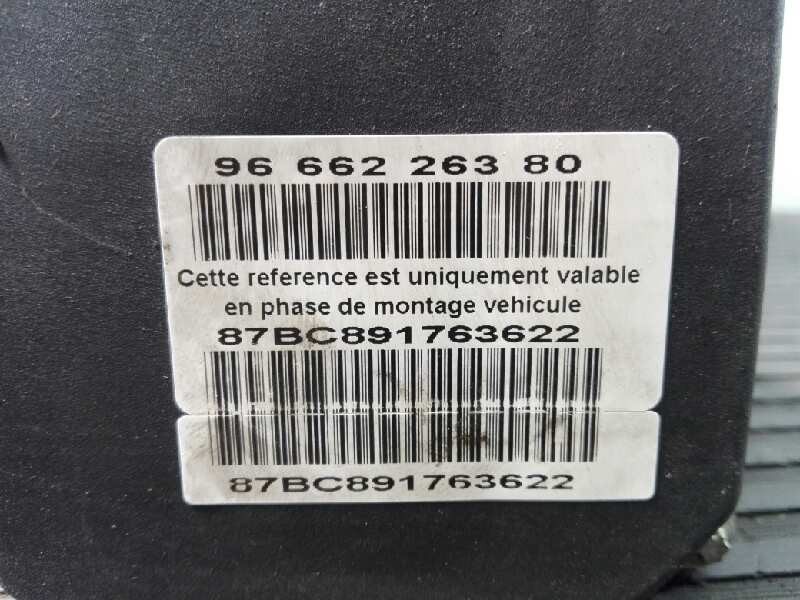 96 662 263 80
Cette reference est uniquement valable
en phase de montage vehicule
87BC891763622
87BC891763622